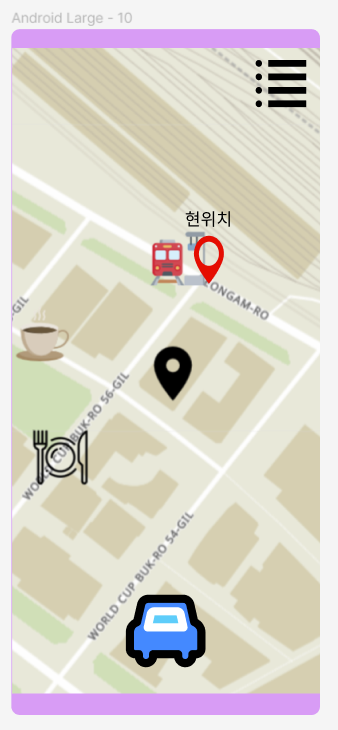 Android Large - 10
현위치
ONGAM-RO
-GIL
WORLD CUP BUK-RO 56-GIL
WORLD CUP BUK-RO 54-GIL